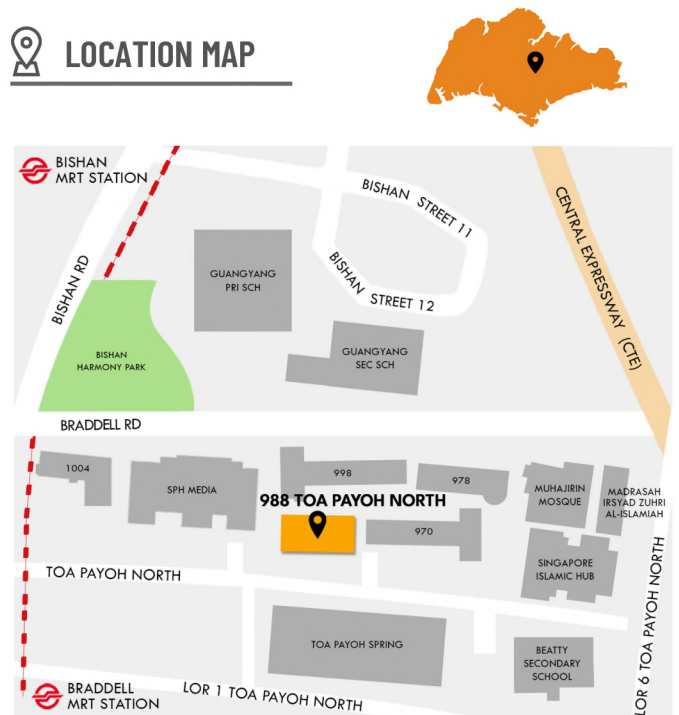 LOCATION MAP
BISHAN
MRT STATION
BISHAN STREET 11
CENTRAL EXPRESSWAY (CTE)
BISHAN RD
GUANGYANG
PRI SCH
BISHAN STREET 12
BISHAN
HARMONY PARK
GUANGYANG
SEC SCH
BRADDELL RD
1004
SPH MEDIA
998
978
MUHAJIRIN
MOSQUE
MADRASAH
IRSYAD ZUHRI
AL-ISLAMIAH
988 TOA PAYOH NORTH
970
SINGAPORE
ISLAMIC HUB
TOA PAYOH NORTH
LOR 6 TOA PAYOH NORTH
TOA PAYOH SPRING
BEATTY
SECONDARY
SCHOOL
BRADDELL
MRT STATION
LOR 1 TOA PAYOH NORTH